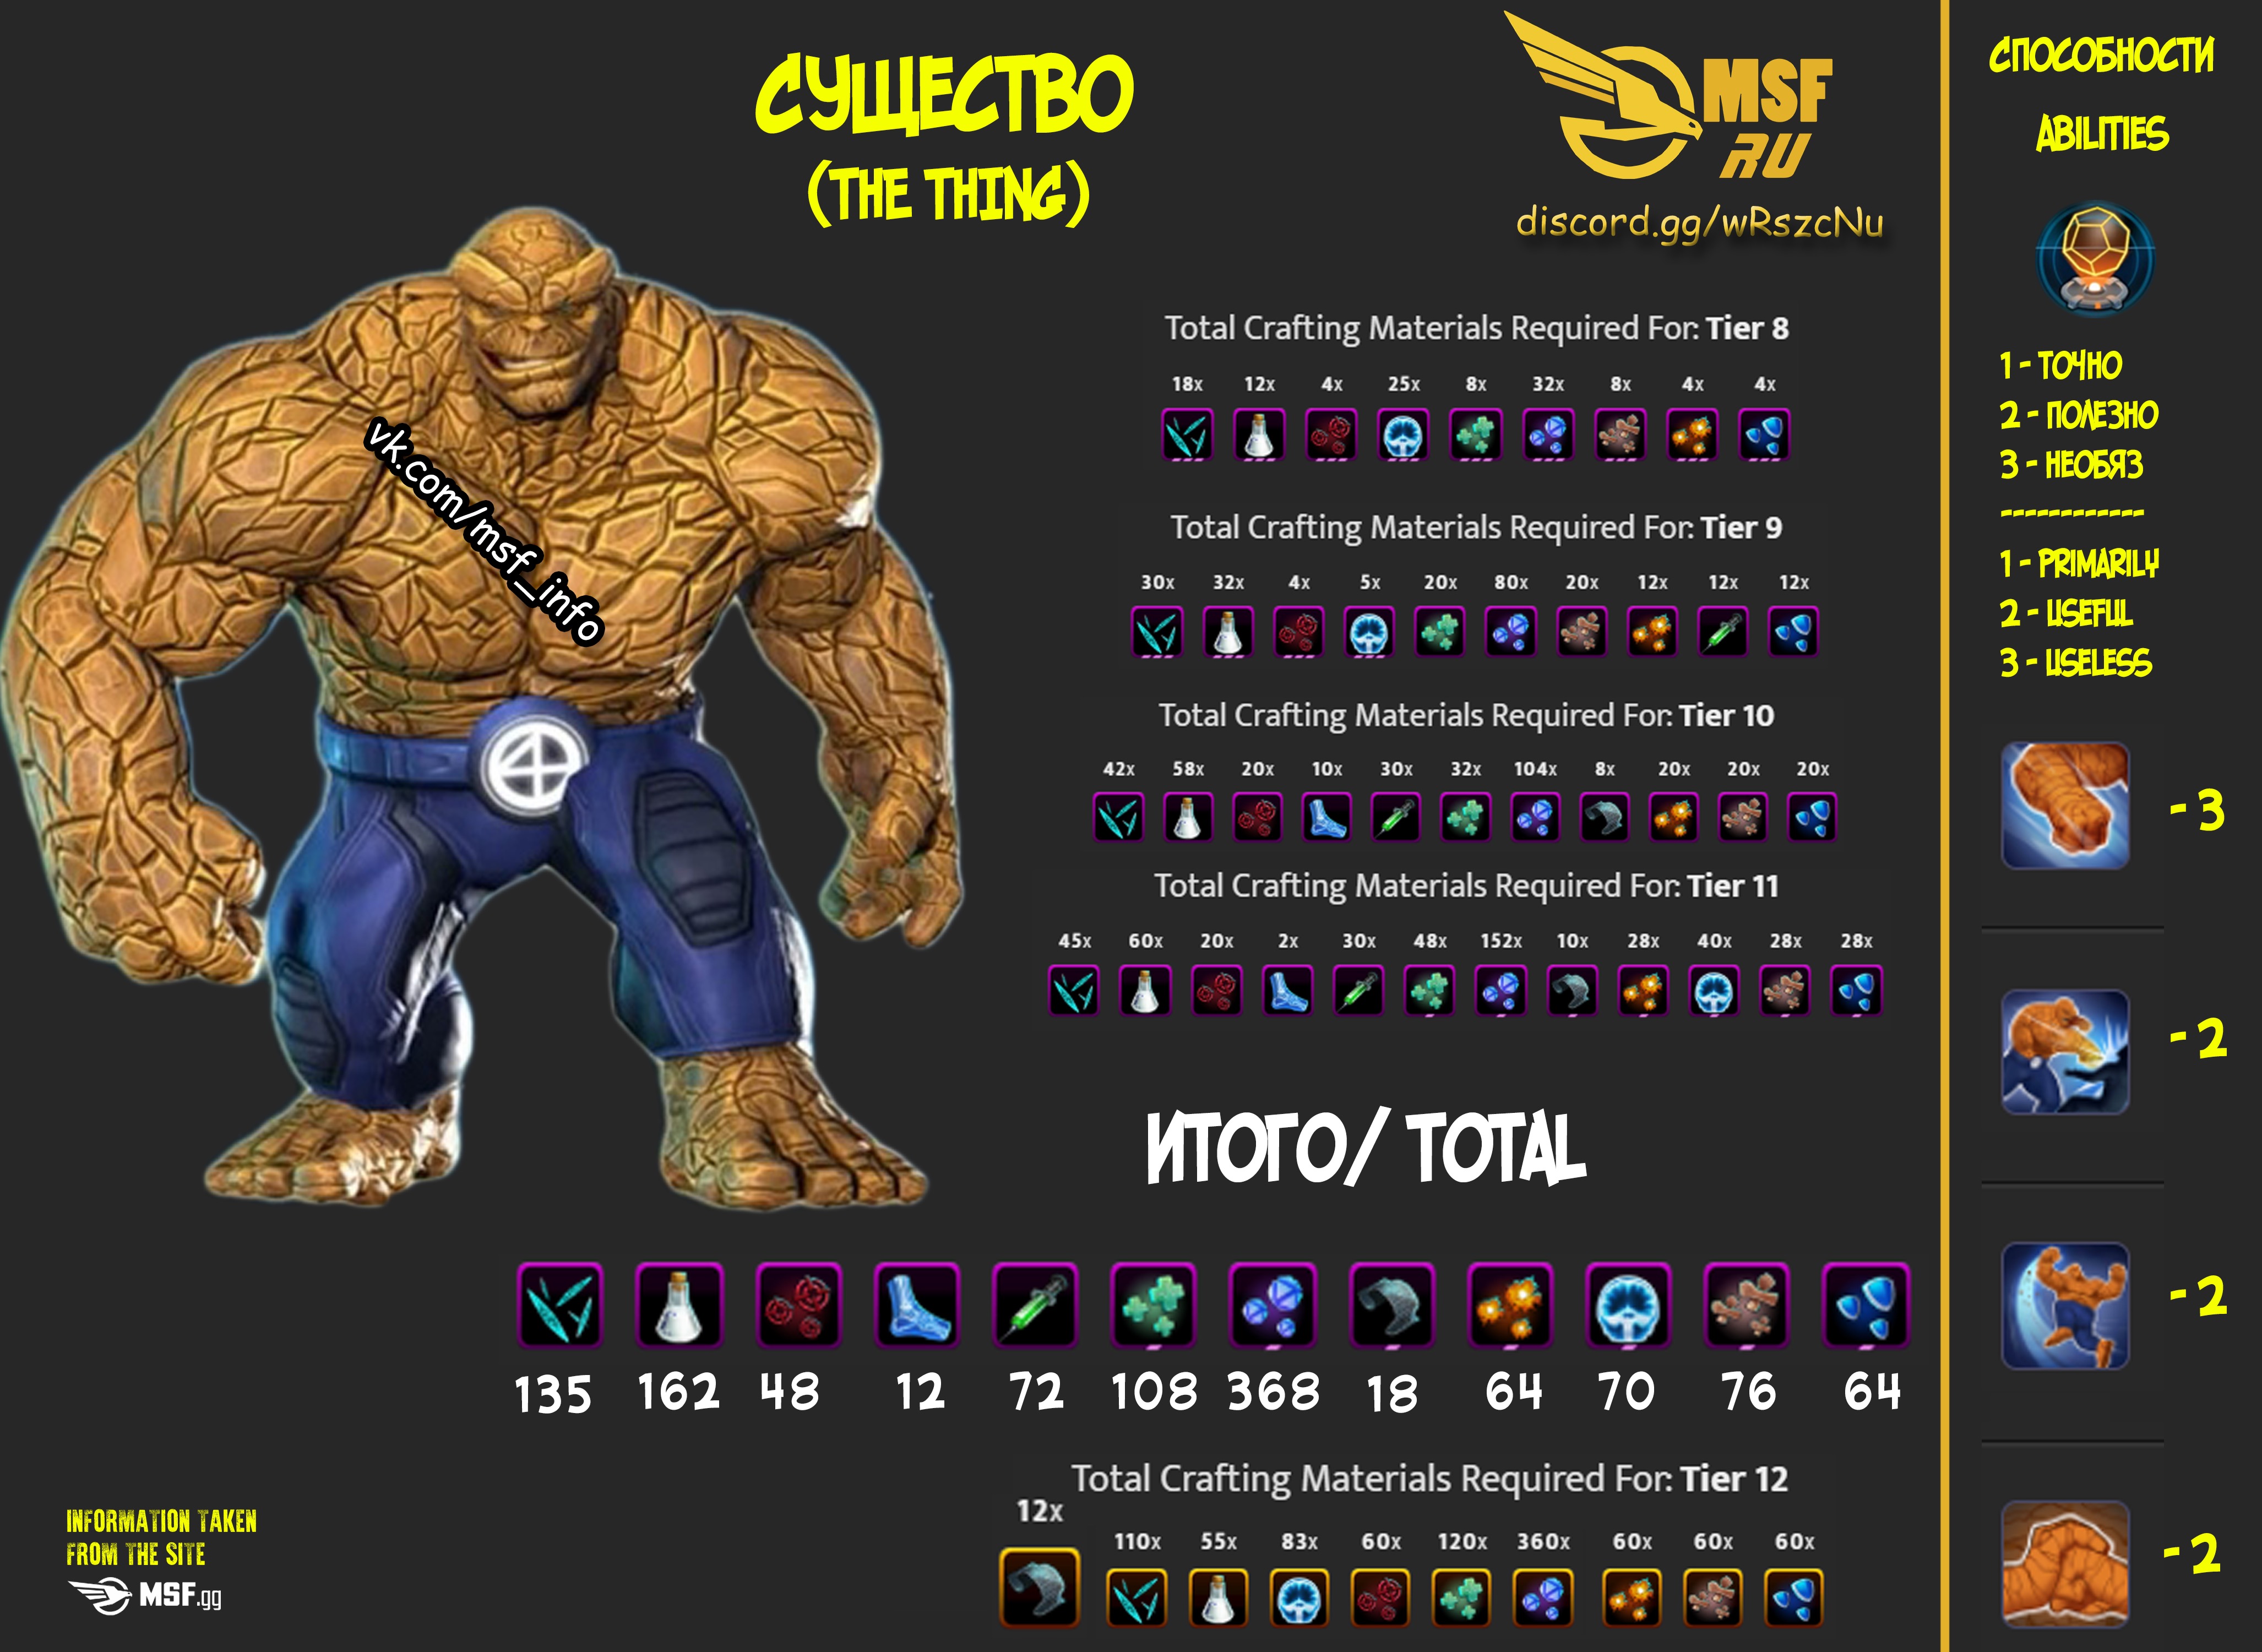 СУЩЕСТВО
(THE THING)
MSF
RU
discord.gg/wRszcNu
vk.com/msf_info
Total Crafting Materials Required For: Tier 8
18x 12x 4x 25x 8x 32x 8x 4x 4x
Total Crafting Materials Required For: Tier 9
30x 32x 4x 5x 20x 80x 20x 12x 12x 12x
Total Crafting Materials Required For: Tier 10
42x 58x 20x 10x 30x 32x 104x 8x 20x 20x 20x
Total Crafting Materials Required For: Tier 11
45x 60x 20x 2x 30x 48x 152x 10x 28x 40x 28x 28x
ИТОГО/ TOTAL
135 162 48 12 72 108 368 18 64 70 76 64
Total Crafting Materials Required For: Tier 12
12x 110x 55x 83x 60x 120x 360x 60x 60x 60x
INFORMATION TAKEN
FROM THE SITE
MSF.gg
СПОСОБНОСТИ
ABILITIES
1 - ТОЧНО
2 - ПОЛЕЗНО
3 - НЕОБЯЗ
------------
1 - PRIMARILY
2 - USEFUL
3 - USELESS
- 3
- 2
- 2
- 2